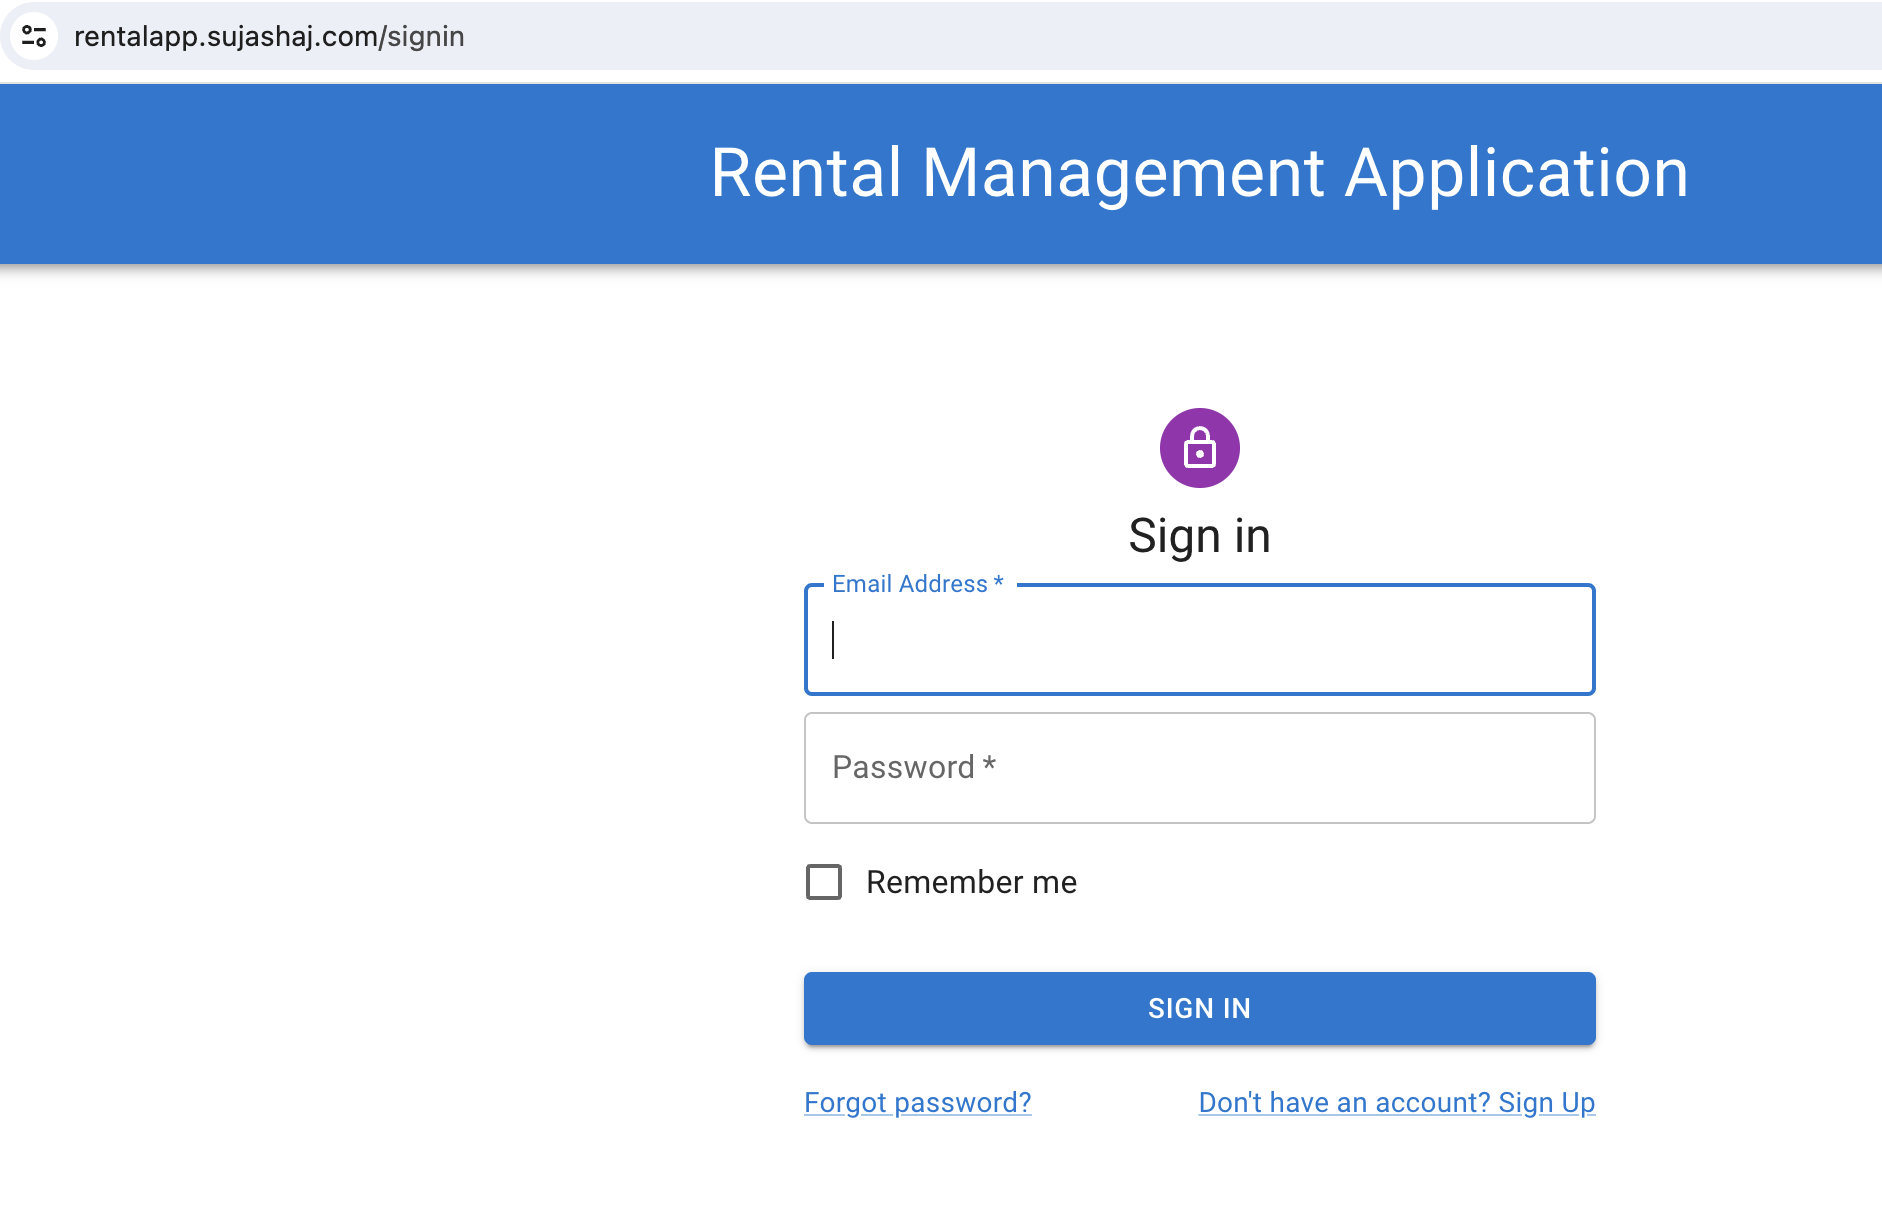 rentalapp.sujashaj.com/signin
Rental Management Application
Sign in
Email Address *
Password *
Remember me
SIGN IN
Forgot password? Don't have an account? Sign Up